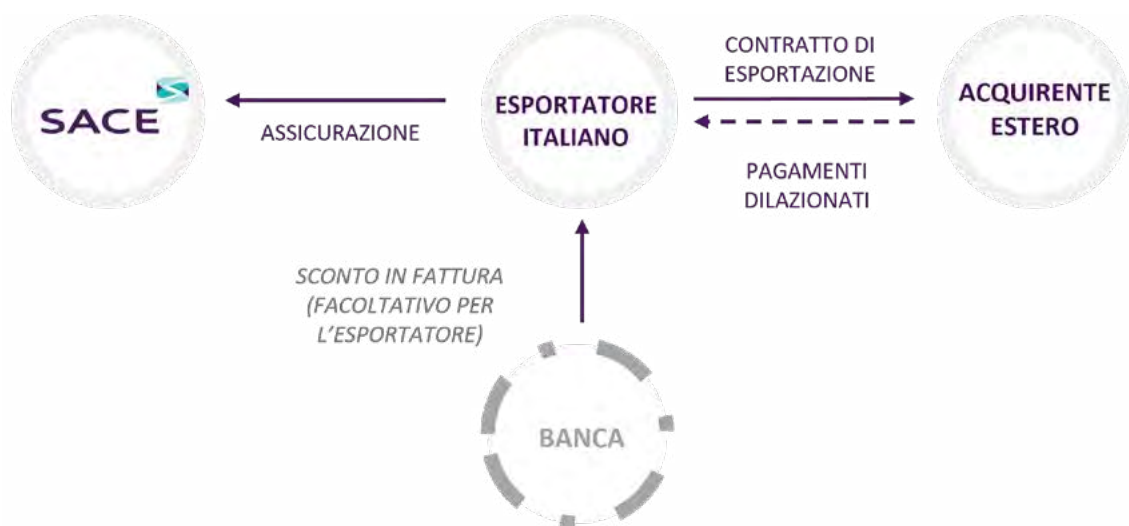 SACE
ASSICURAZIONE
ESPORTATORE
ITALIANO
CONTRATTO DI
ESPORTAZIONE
PAGAMENTI
DILAZIONATI
ACQUIRENTE
ESTERO
SCONTO IN FATTURA
(FACOLTATIVO PER
L'ESPORTATORE)
BANCA